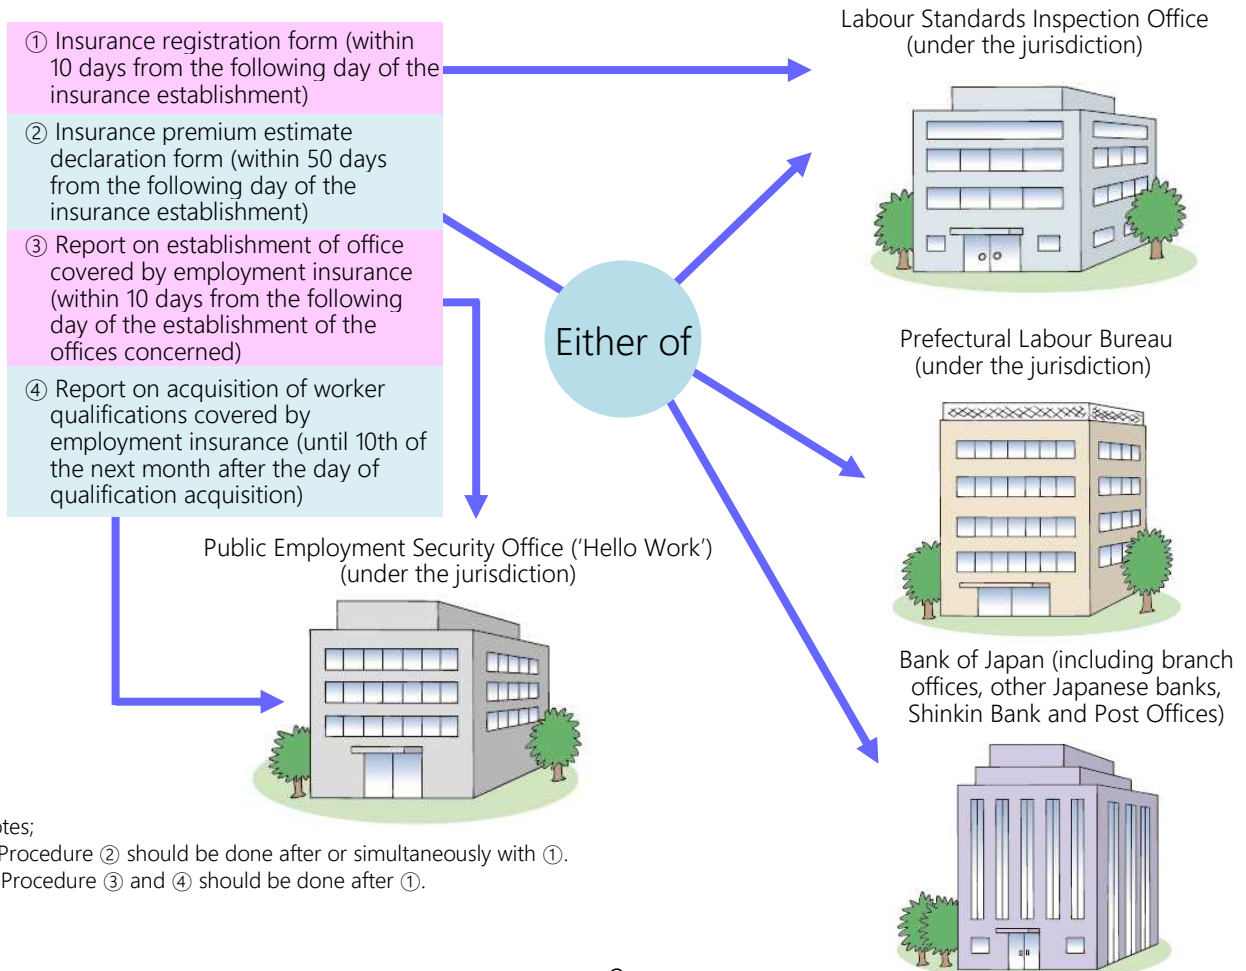 ① Insurance registration form (within
10 days from the following day of the
insurance establishment)
② Insurance premium estimate
declaration form (within 50 days
from the following day of the
insurance establishment)
③ Report on establishment of office
covered by employment insurance
(within 10 days from the following
day of the establishment of the
offices concerned)
④ Report on acquisition of worker
qualifications covered by
employment insurance (until 10th of
the next month after the day of
qualification acquisition)
Either of
Labour Standards Inspection Office
(under the jurisdiction)
Prefectural Labour Bureau
(under the jurisdiction)
Bank of Japan (including branch
offices, other Japanese banks,
Shinkin Bank and Post Offices)
Public Employment Security Office (‘Hello Work’)
(under the jurisdiction)
otes;
Procedure ② should be done after or simultaneously with ①.
Procedure ③ and ④ should be done after ①.